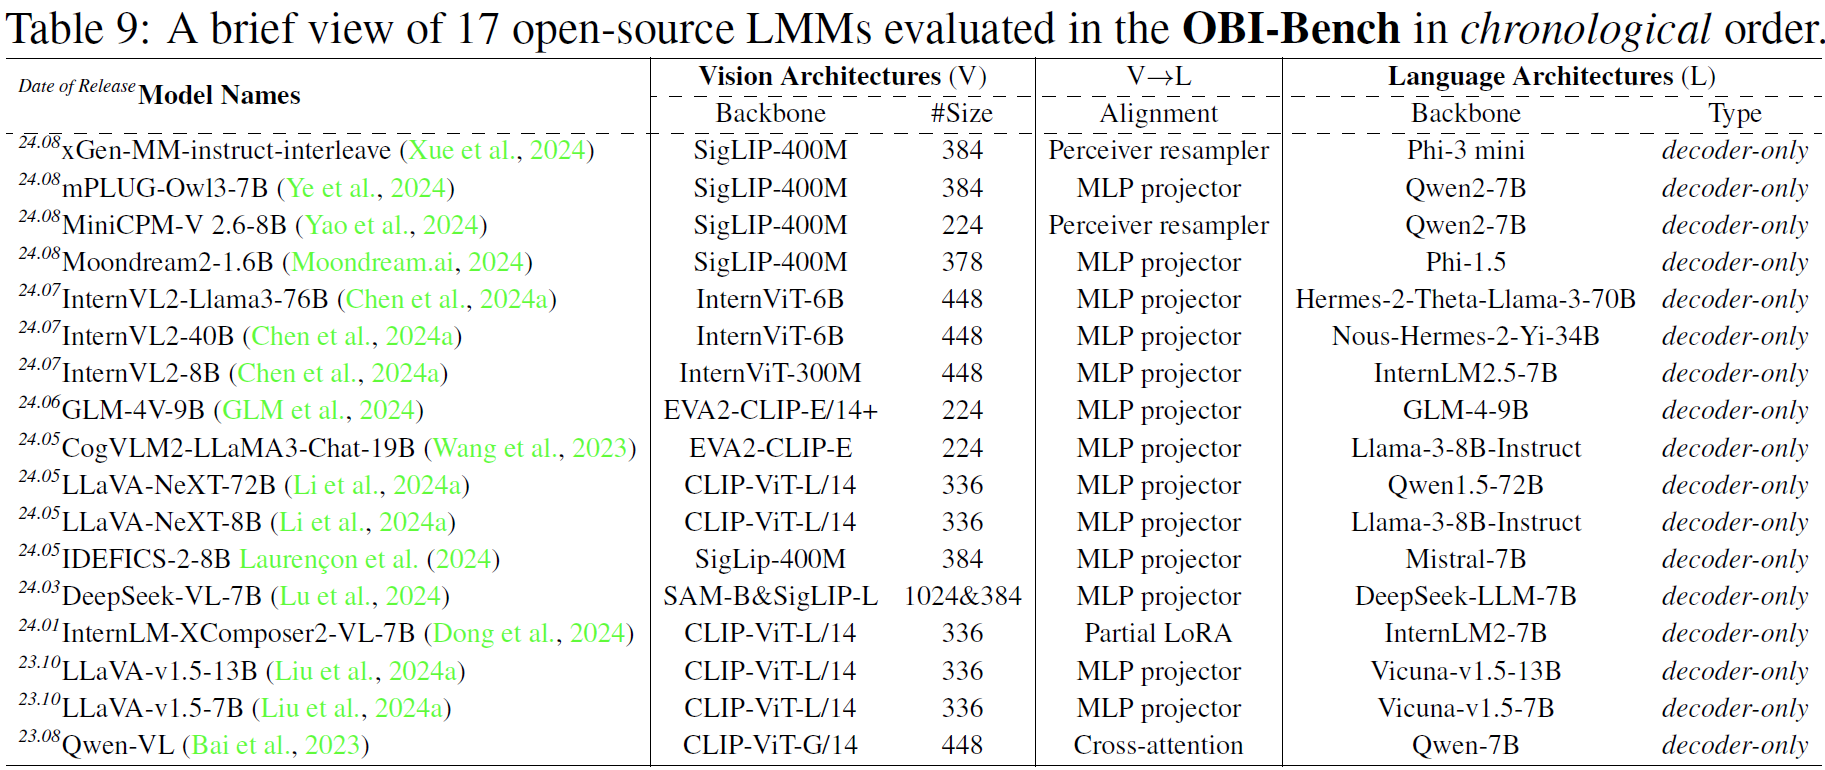 Table 9: A brief view of 17 open-source LMMs evaluated in the OBI-Bench in chronological order.
Date of Release Model Names Vision Architectures (V) V→L Language Architectures (L)
Backbone #Size Alignment Backbone Type
24.08 xGen-MM-instruct-interleave (Xue et al., 2024) SigLIP-400M 384 Perceiver resampler Phi-3 mini decoder-only
24.08 mPLUG-Owl3-7B (Ye et al., 2024) SigLIP-400M 384 MLP projector Qwen2-7B decoder-only
24.08 MiniCPM-V 2.6-8B (Yao et al., 2024) SigLIP-400M 224 Perceiver resampler Qwen2-7B decoder-only
24.08 Moondream2-1.6B (Moondream.ai, 2024) SigLIP-400M 378 MLP projector Phi-1.5 decoder-only
24.07 InternVL2-Llama3-76B (Chen et al., 2024a) InternViT-6B 448 MLP projector Hermes-2-Theta-Llama-3-70B decoder-only
24.07 InternVL2-40B (Chen et al., 2024a) InternViT-6B 448 MLP projector Nous-Hermes-2-Yi-34B decoder-only
24.07 InternVL2-8B (Chen et al., 2024a) InternViT-300M 448 MLP projector InternLM2.5-7B decoder-only
24.06 GLM-4V-9B (GLM et al., 2024) EVA2-CLIP-E/14+ 224 MLP projector GLM-4-9B decoder-only
24.05 CogVLM2-LLaMA3-Chat-19B (Wang et al., 2023) EVA2-CLIP-E 224 MLP projector Llama-3-8B-Instruct decoder-only
24.05 LLaVA-NeXT-72B (Li et al., 2024a) CLIP-ViT-L/14 336 MLP projector Qwen1.5-72B decoder-only
24.05 LLaVA-NeXT-8B (Li et al., 2024a) CLIP-ViT-L/14 336 MLP projector Llama-3-8B-Instruct decoder-only
24.05 IDEFICS-2-8B Laurençon et al. (2024) SigLip-400M 384 MLP projector Mistral-7B decoder-only
24.03 DeepSeek-VL-7B (Lu et al., 2024) SAM-B&SigLIP-L 1024&384 MLP projector DeepSeek-LLM-7B decoder-only
24.01 InternLM-XComposer2-VL-7B (Dong et al., 2024) CLIP-ViT-L/14 336 Partial LoRA InternLM2-7B decoder-only
23.10 LLaVA-v1.5-13B (Liu et al., 2024a) CLIP-ViT-L/14 336 MLP projector Vicuna-v1.5-13B decoder-only
23.10 LLaVA-v1.5-7B (Liu et al., 2024a) CLIP-ViT-L/14 336 MLP projector Vicuna-v1.5-7B decoder-only
23.08 Qwen-VL (Bai et al., 2023) CLIP-ViT-G/14 448 Cross-attention Qwen-7B decoder-only